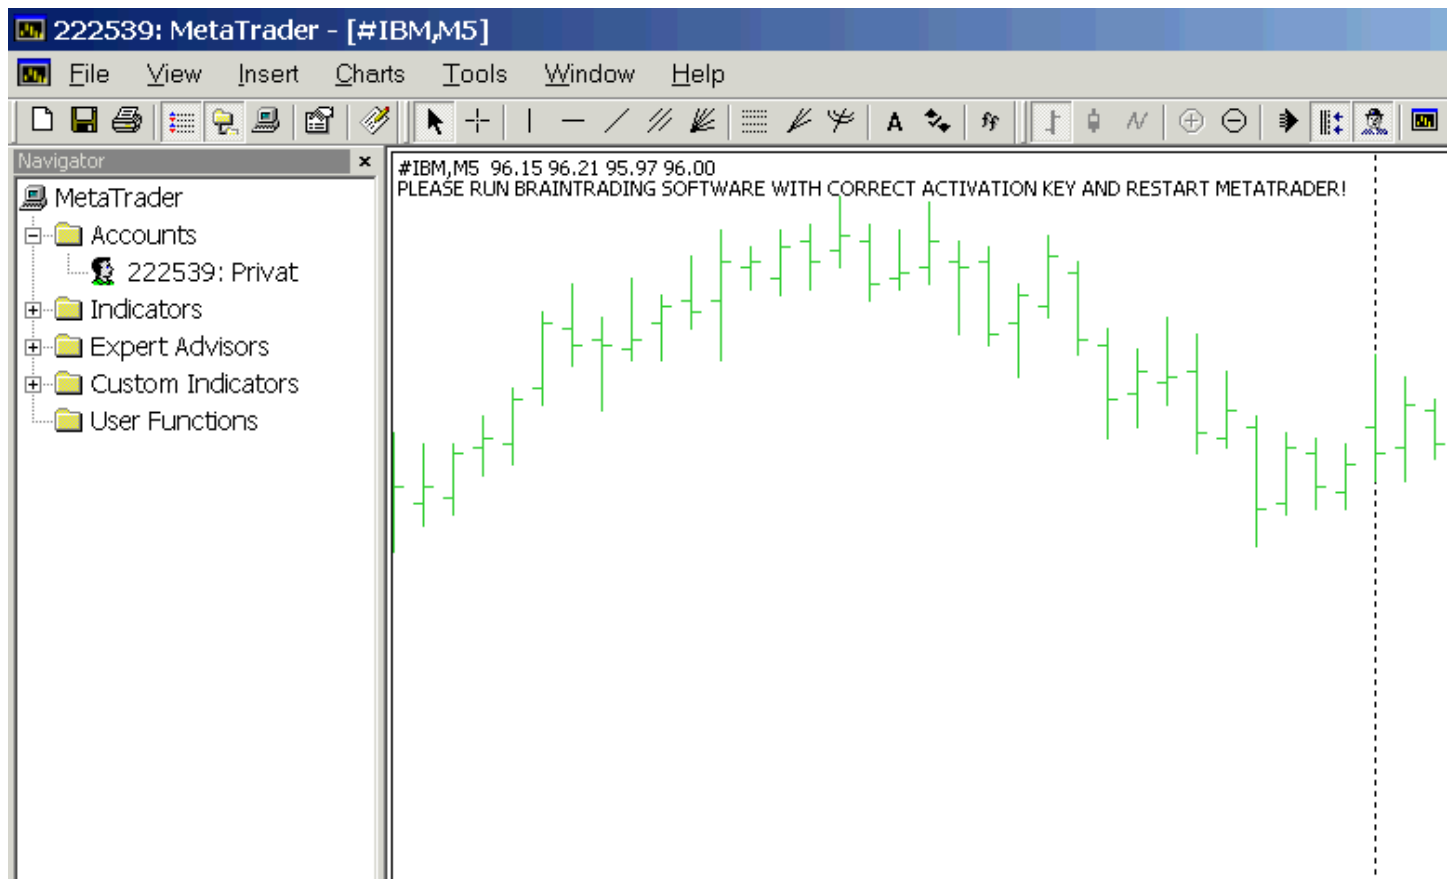 222539: MetaTrader - [#IBM,M5]
File View Insert Charts Tools Window Help
A
Navigator
MetaTrader
Accounts
222539: Privat
Indicators
Expert Advisors
Custom Indicators
User Functions
#IBM,M5 96.15 96.21 95.97 96.00
PLEASE RUN BRAINTRADING SOFTWARE WITH CORRECT ACTIVATION KEY AND RESTART METATRADER!